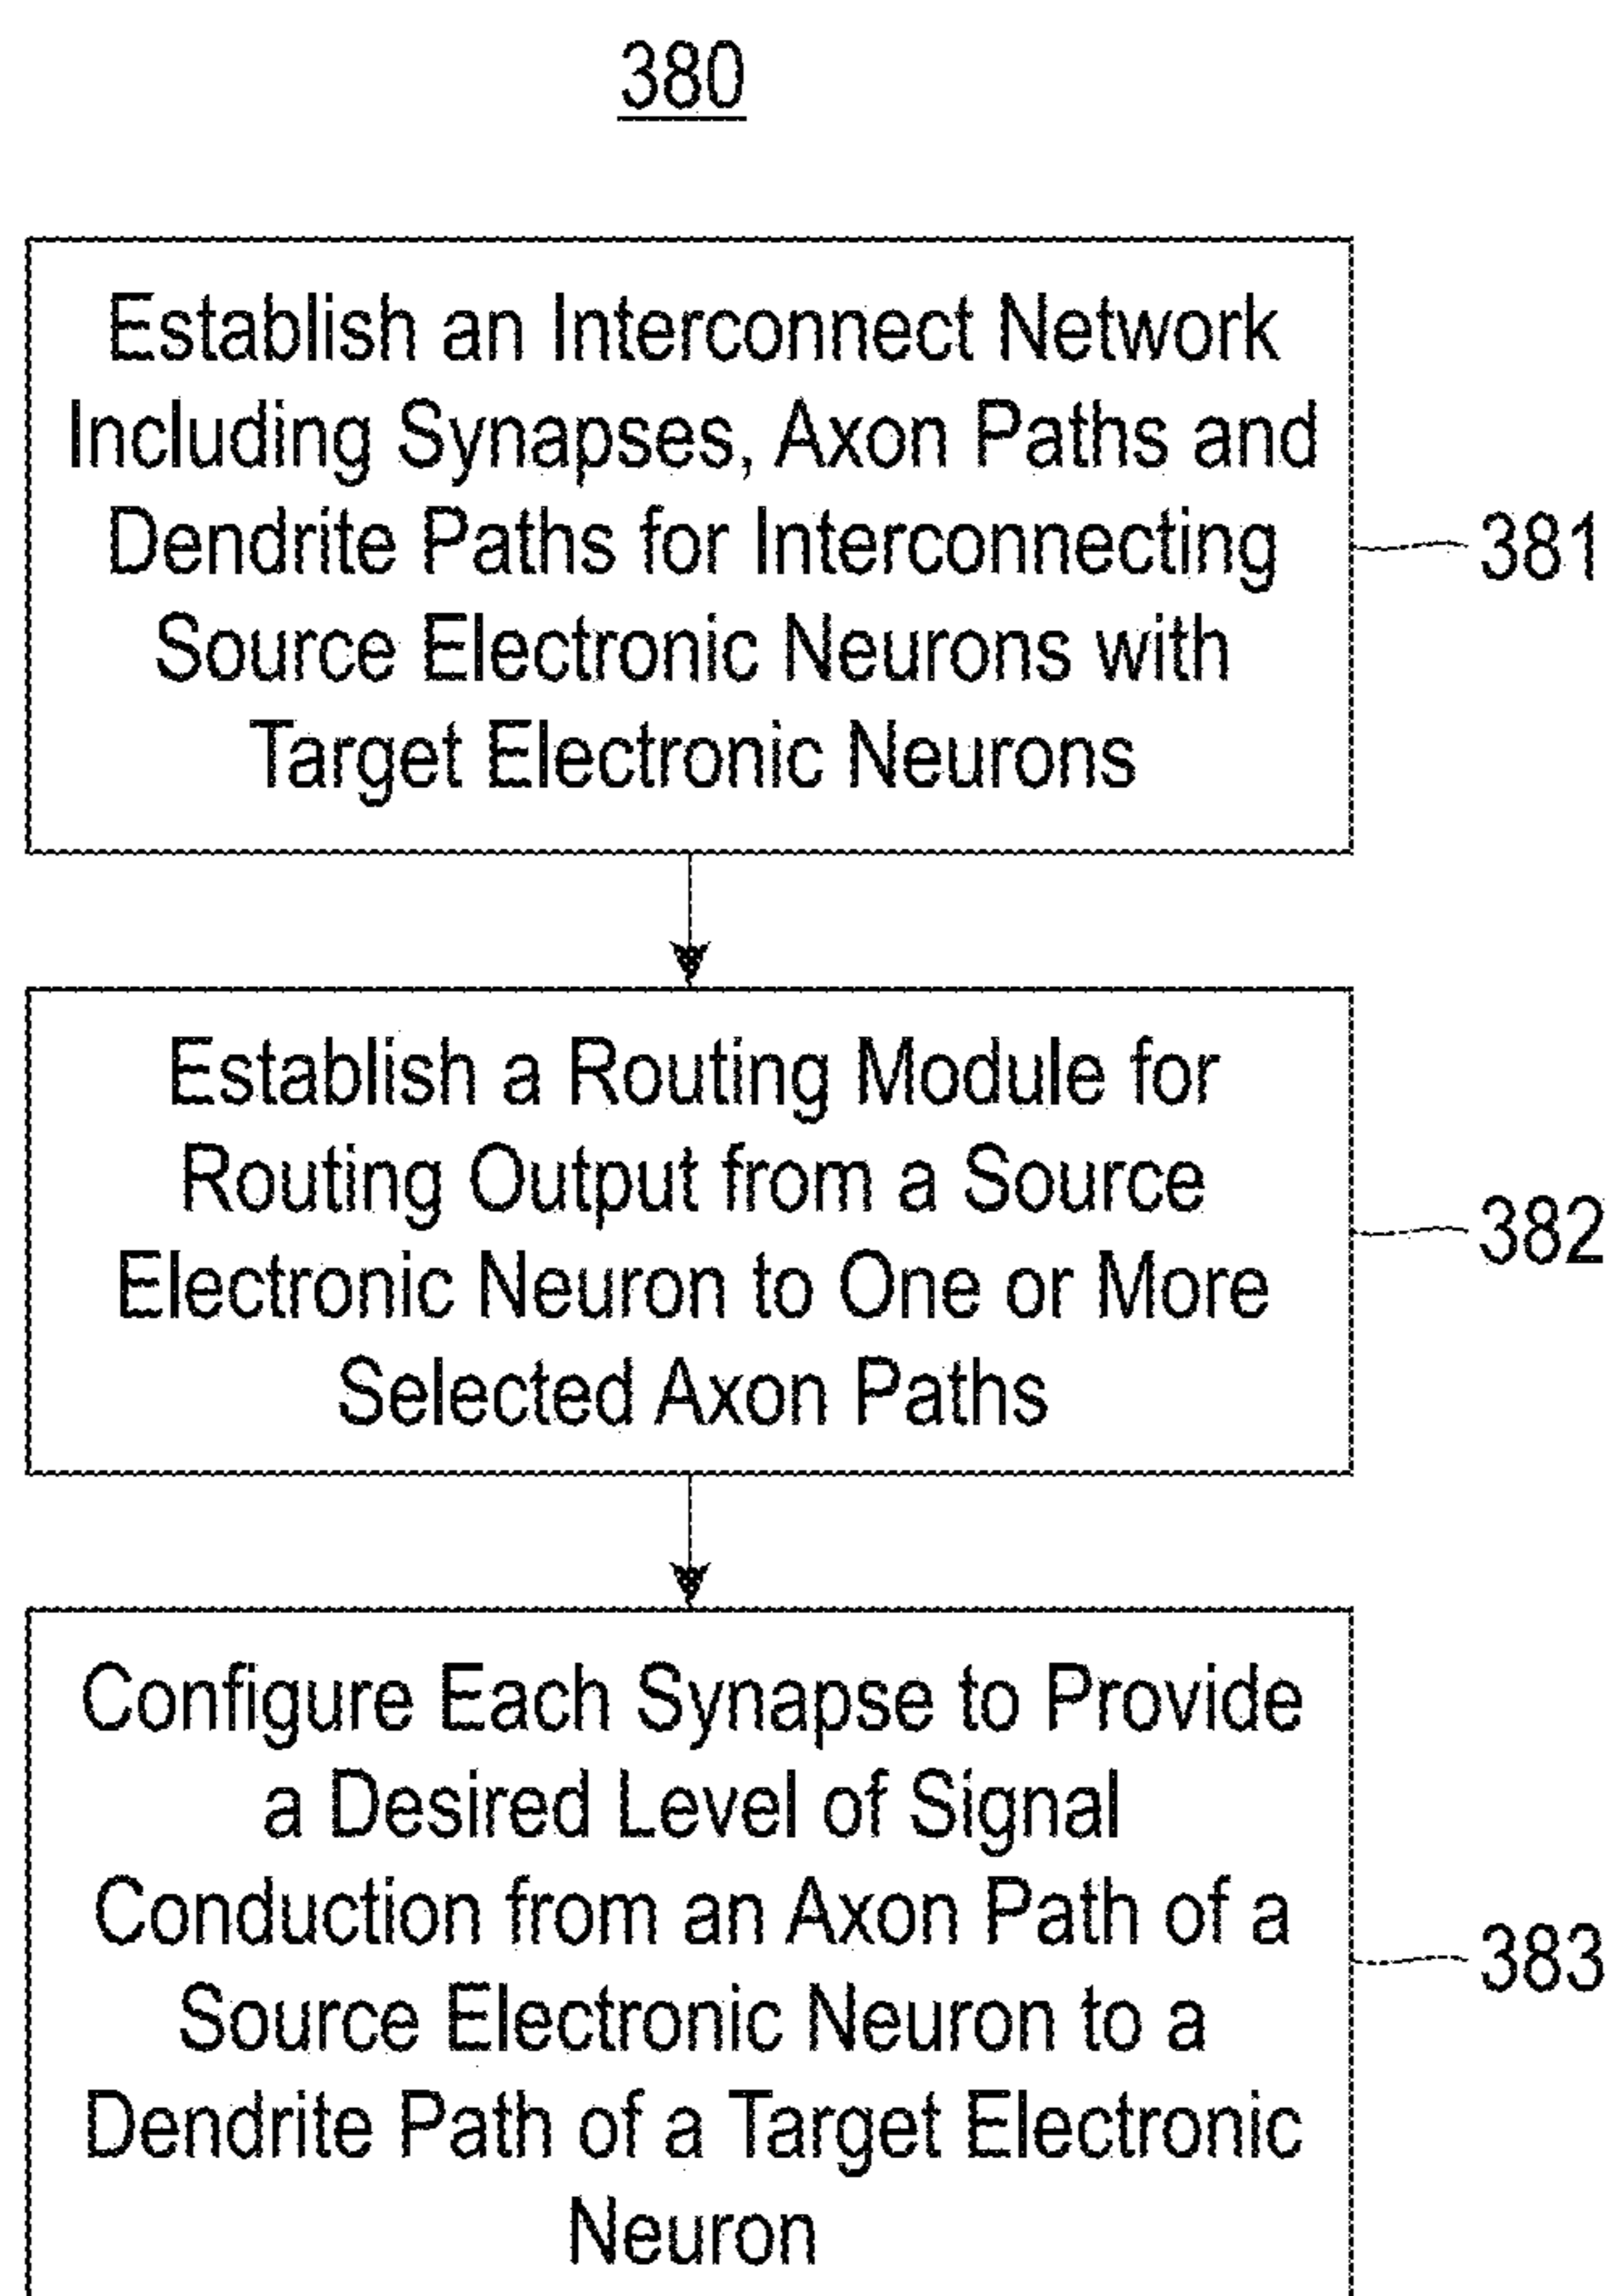 380
Establish an Interconnect Network
Including Synapses, Axon Paths and
Dendrite Paths for Interconnecting
Source Electronic Neurons with
Target Electronic Neurons
381
Establish a Routing Module for
Routing Output from a Source
Electronic Neuron to One or More
Selected Axon Paths
382
Configure Each Synapse to Provide
a Desired Level of Signal
Conduction from an Axon Path of a
Source Electronic Neuron to a
Dendrite Path of a Target Electronic
Neuron
383